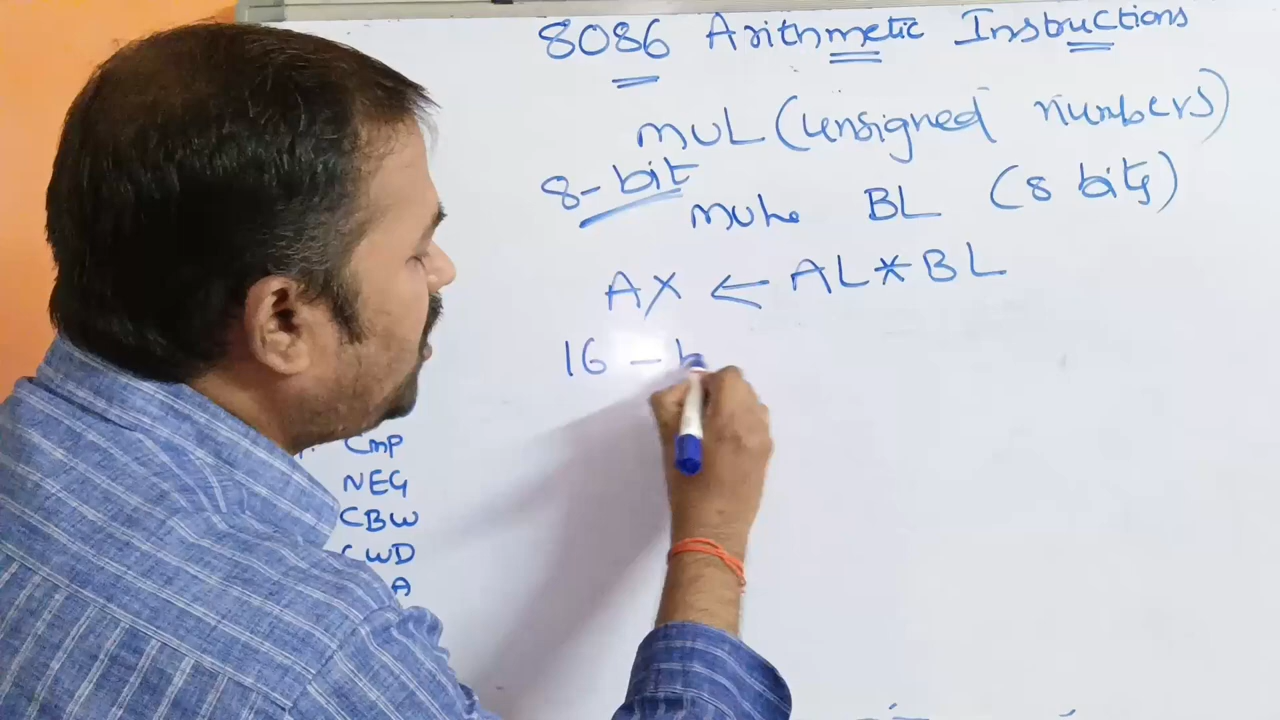 8086 Arithmetic Instructions
MUL (unsigned numbers)
8-bit
MUL BL (8 bits)
AX ← AL*BL
16 - b
CMP
NEG
CBW
CWD
A